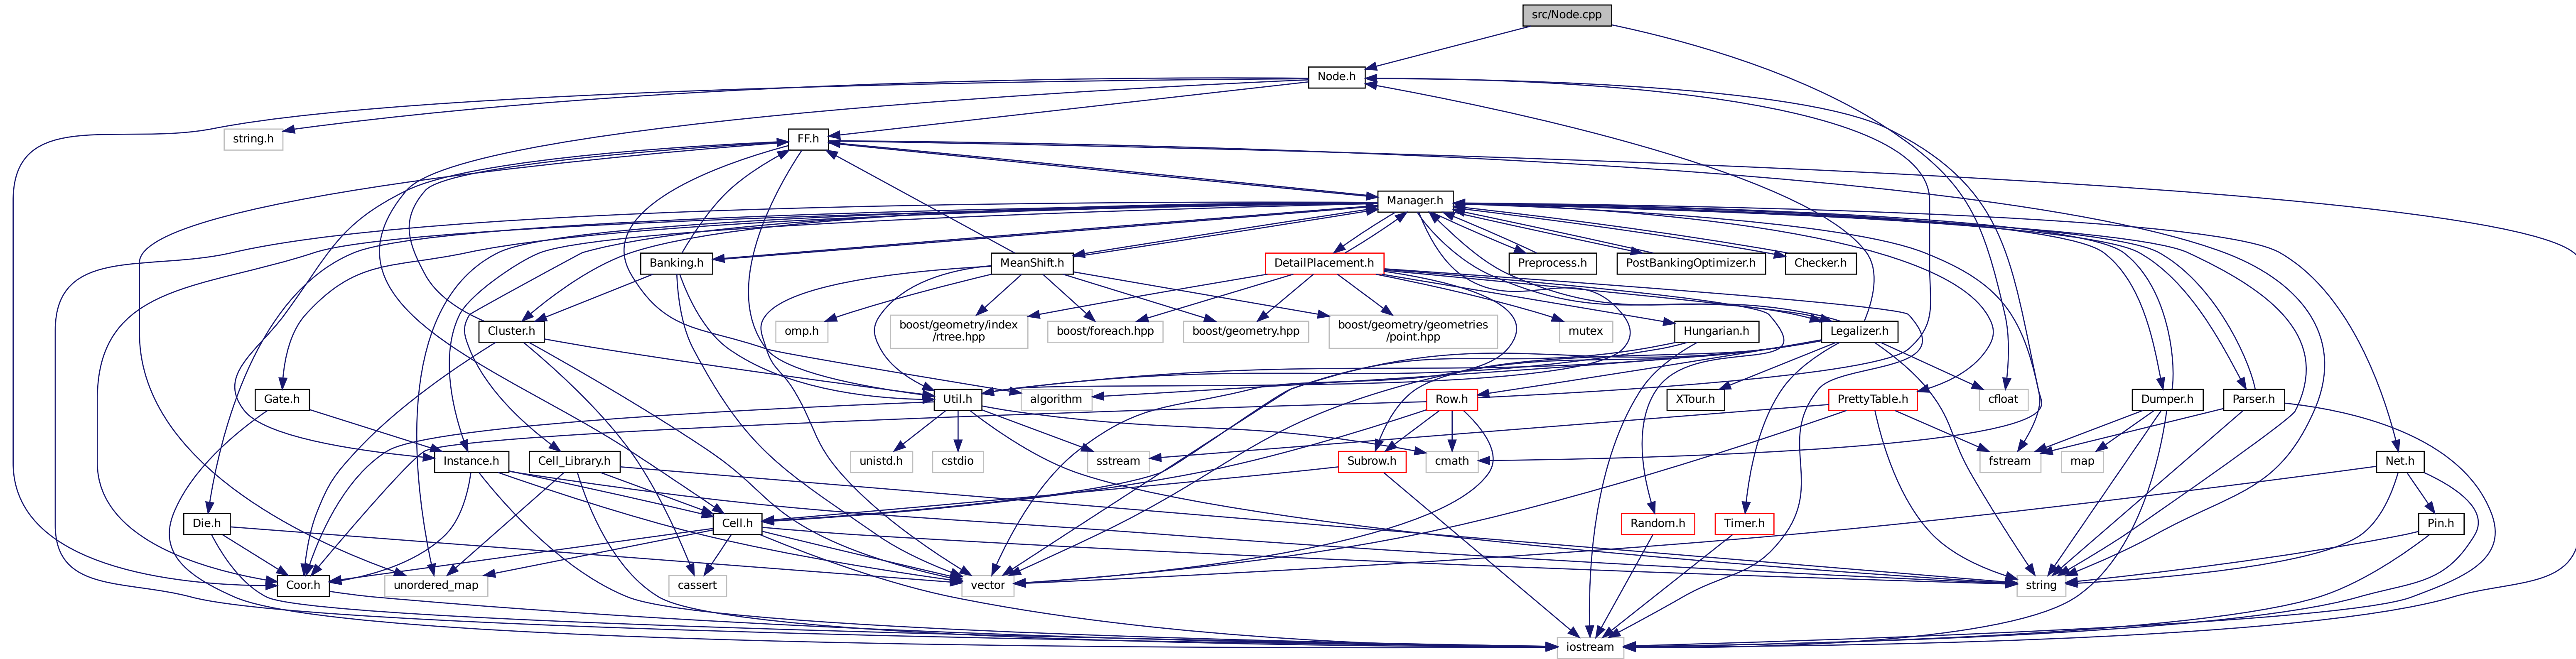 src/Node.cpp
Node.h
string.h
FF.h
Manager.h
Banking.h
MeanShift.h
DetailPlacement.h
Preprocess.h
PostBankingOptimizer.h
Checker.h
Cluster.h
omp.h
boost/geometry/index
/rtree.hpp
boost/foreach.hpp
boost/geometry.hpp
boost/geometry/geometries
/point.hpp
mutex
Hungarian.h
Legalizer.h
Gate.h
Util.h
algorithm
Row.h
XTour.h
PrettyTable.h
cfloat
Dumper.h
Parser.h
Instance.h
Cell_Library.h
unistd.h
cstdio
sstream
Subrow.h
cmath
fstream
map
Net.h
Die.h
Cell.h
Random.h
Timer.h
Pin.h
Coor.h
unordered_map
cassert
vector
string
iostream